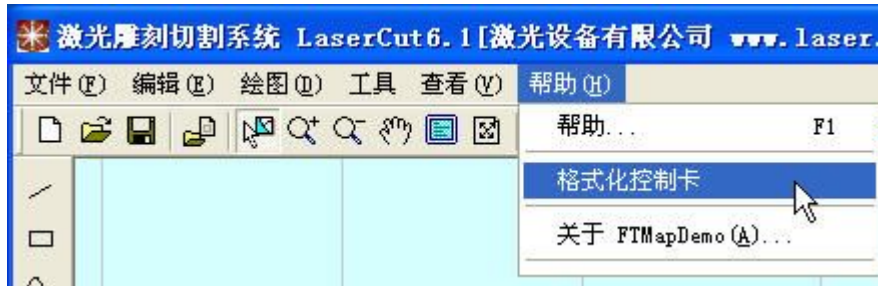 激光雕刻切割系统 LaserCut6.1[激光设备有限公司 www.laser.
文件(F) 编辑(E) 绘图(D) 工具 查看(V) 帮助(H)
帮助... F1
格式化控制卡
关于 FTMapDemo(A)...